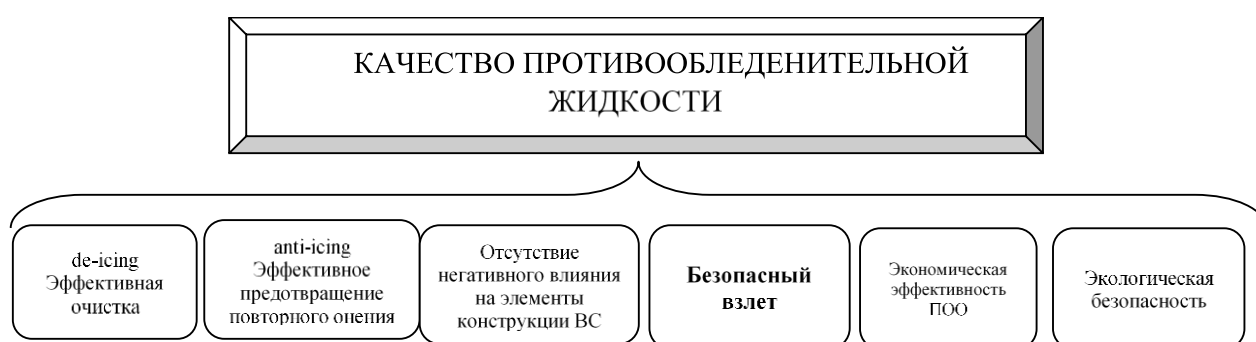 КАЧЕСТВО ПРОТИВООБЛЕДЕНИТЕЛЬНОЙ
ЖИДКОСТИ
de-icing
Эффективная
очистка
anti-icing
Эффективное
предотвращение
повторного онения
Отсутствие
негативного влияния
на элементы
конструкции ВС
Безопасный
взлет
Экономическая
эффективность
ПОО
Экологическая
безопасность